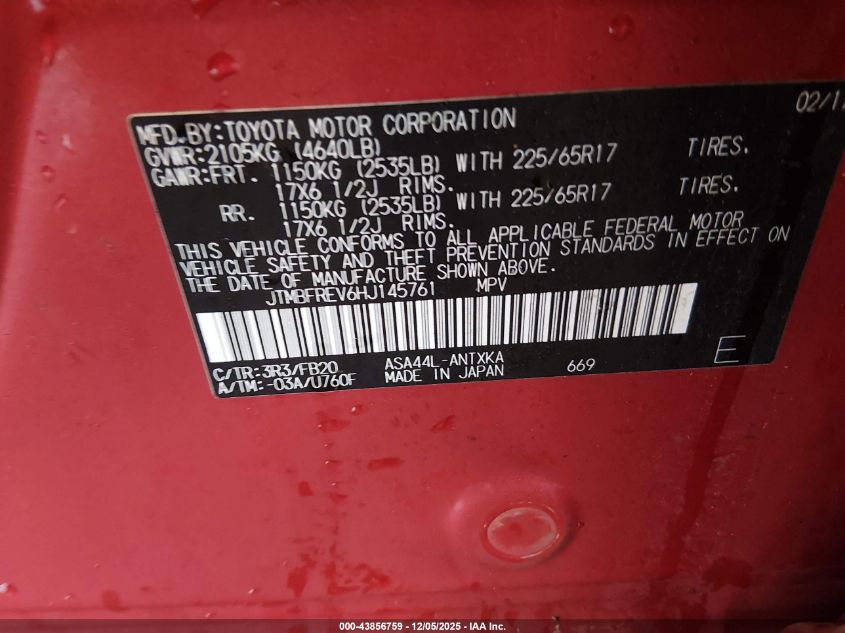 02/1
MFD.BY:TOYOTA MOTOR CORPORATION
GVWR:2105KG (4640LB)
GAWR:FRT. 1150KG (2535LB) WITH 225/65R17 TIRES.
17X6 1/2J RIMS.
RR. 1150KG (2535LB) WITH 225/65R17 TIRES.
17X6 1/2J RIMS.
THIS VEHICLE CONFORMS TO ALL APPLICABLE FEDERAL MOTOR
VEHICLE SAFETY AND THEFT PREVENTION STANDARDS IN EFFECT ON
THE DATE OF MANUFACTURE SHOWN ABOVE.
JTMBFREV6HJ145761 MPV
C/TR:3R3/FB20 ASA44L-ANTXKA 669 E
A/TM:-03A/U760F MADE IN JAPAN
000-43856759 - 12/05/2025 - IAA Inc.